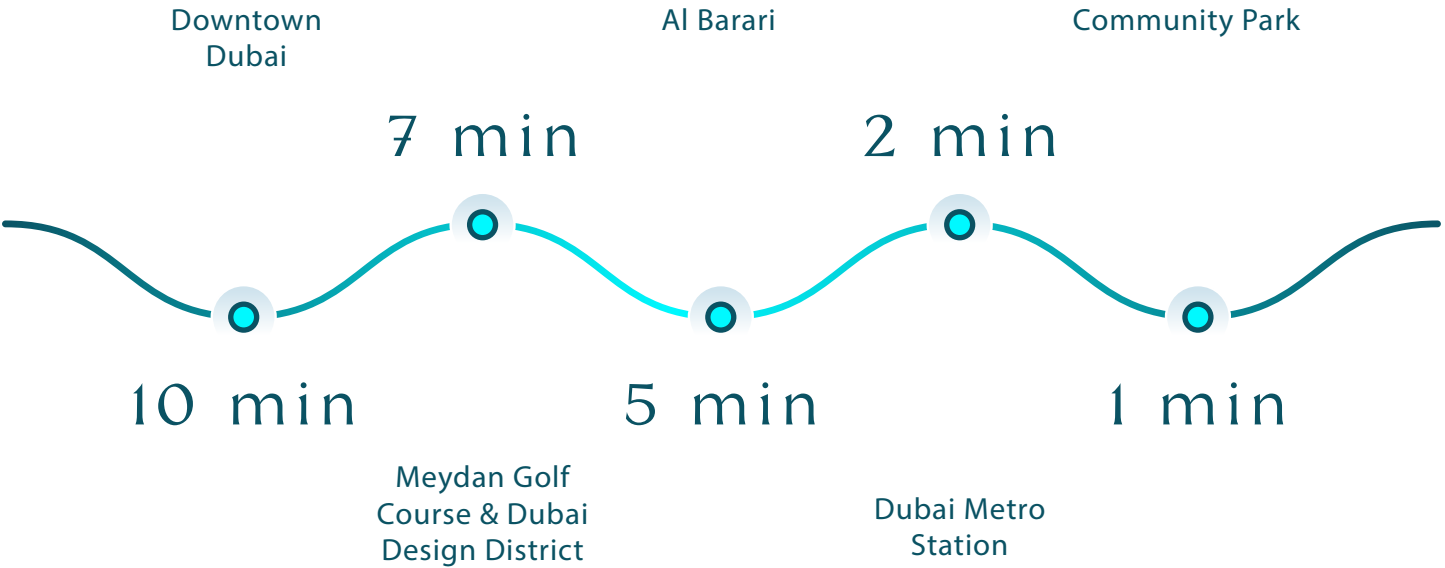 Downtown
Dubai
10 min
7 min
Meydan Golf
Course & Dubai
Design District
Al Barari
5 min
2 min
Dubai Metro
Station
Community Park
1 min